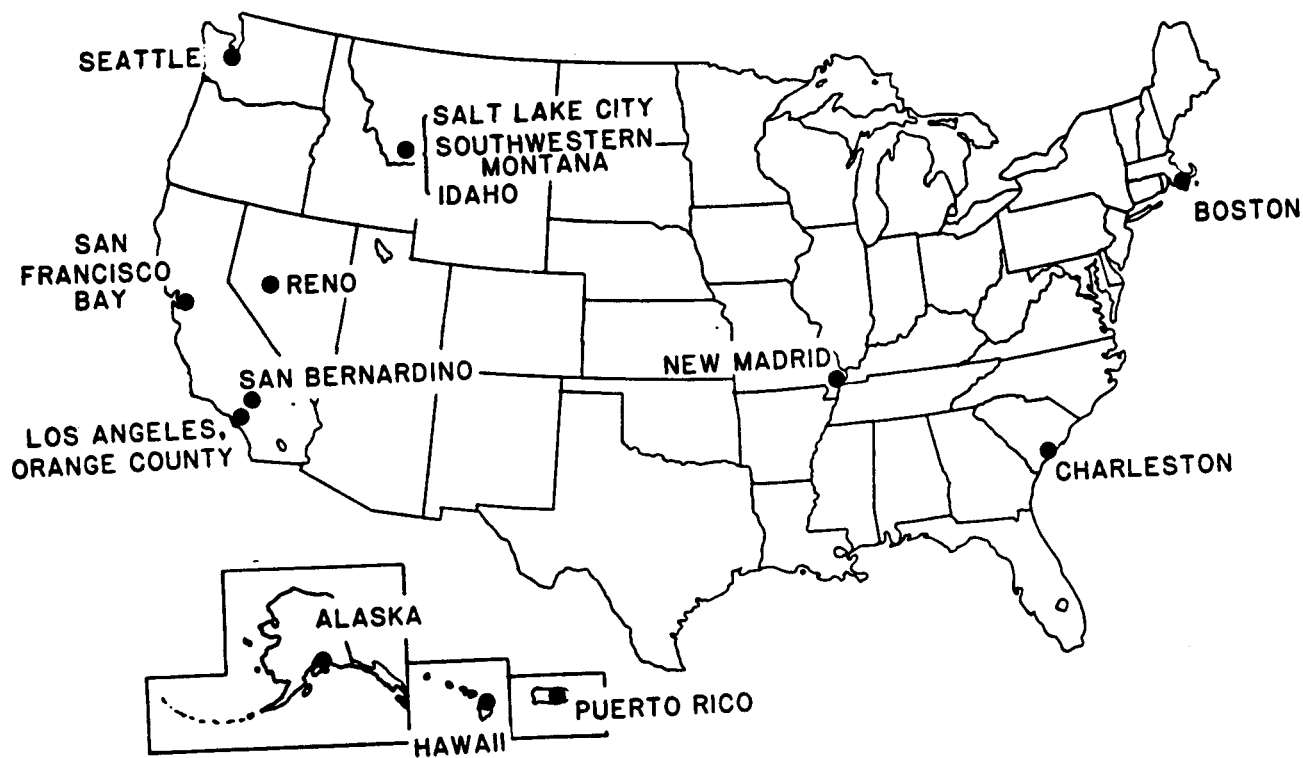 SEATTLE
SALT LAKE CITY
SOUTHWESTERN
MONTANA
IDAHO
BOSTON
SAN
FRANCISCO
BAY
RENO
NEW MADRID
SAN BERNARDINO
LOS ANGELES,
ORANGE COUNTY
CHARLESTON
ALASKA
PUERTO RICO
HAWAII